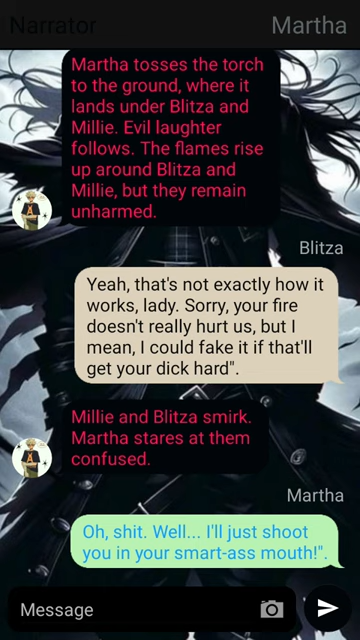 Narrator
Martha
Martha tosses the torch
to the ground, where it
lands under Blitza and
Millie. Evil laughter
follows. The flames rise
up around Blitza and
Millie, but they remain
unharmed.
Blitza
Yeah, that's not exactly how it
works, lady. Sorry, your fire
doesn't really hurt us, but I
mean, I could fake it if that'll
get your dick hard".
Millie and Blitza smirk.
Martha stares at them
confused.
Martha
Oh, shit. Well... I'll just shoot
you in your smart-ass mouth!".
Message